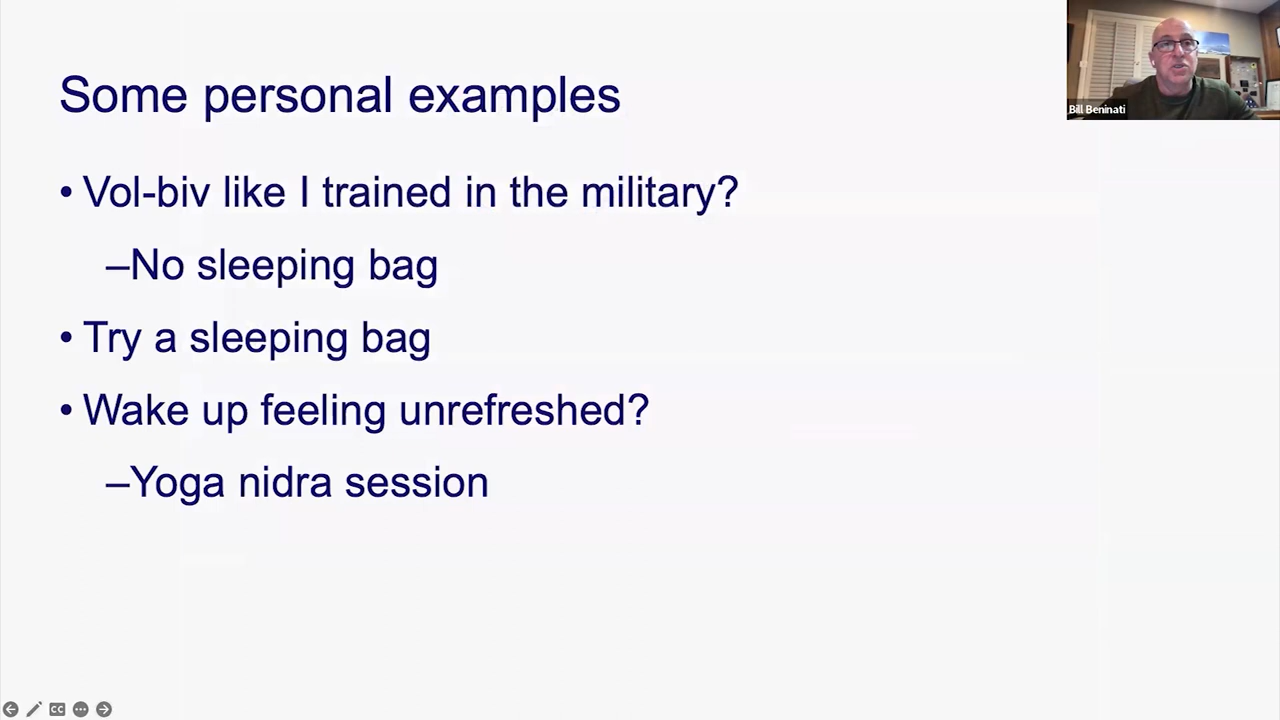 Some personal examples
• Vol-biv like I trained in the military?
–No sleeping bag
• Try a sleeping bag
• Wake up feeling unrefreshed?
–Yoga nidra session
Bill Beninati
CC